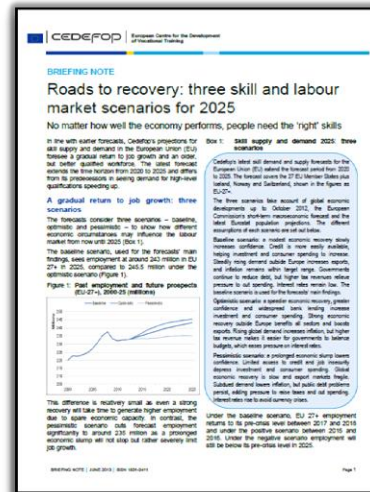 CEDEFOP
European Centre for the Development
of Vocational Training
BRIEFING NOTE
Roads to recovery: three skill and labour
market scenarios for 2025
No matter how well the economy performs, people need the 'right' skills
In line with earlier forecasts, Cedefop's projections for
skill supply and demand in the European Union (EU)
foresee a gradual return to job growth and an older,
but better qualified workforce. The latest forecast
extends the time horizon from 2020 to 2025 and differs
from its predecessors in seeing demand for high-level
qualifications speeding up.
A gradual return to job growth: three
scenarios
The forecasts consider three scenarios – baseline,
optimistic and pessimistic – to show how different
economic circumstances may influence the labour
market from now until 2025 (Box 1).
The baseline scenario, used for the forecasts' main
findings, sees employment at around 243 million in EU
27+ in 2025, compared to 245.5 million under the
optimistic scenario (Figure 1).
Figure 1: Past employment and future prospects
(EU-27+), 2000-25 (millions)
Baseline Optimistic Pessimistic
This difference is relatively small as even a strong
recovery will take time to generate higher employment
due to spare economic capacity. In contrast, the
pessimistic scenario cuts forecast employment
significantly to around 235 million as a prolonged
economic slump will not stop but rather severely limit
job growth.
Box 1: Skill supply and demand 2025: three
scenarios
Cedefop's latest skill demand and supply forecasts for the
European Union (EU) extend the forecast period from 2020
to 2025. The forecast covers the 27 EU Member States plus
Iceland, Norway and Switzerland, shown in the figures as
EU-27+.
The three scenarios take account of global economic
developments up to October 2012, the European
Commission's short-term macroeconomic forecast and the
latest Eurostat population projections. The different
assumptions of each scenario are set out below.
Baseline scenario: a modest economic recovery slowly
increases confidence. Credit is more easily available,
helping investment and consumer spending to increase.
Steadily rising demand outside Europe increases exports,
and inflation remains within target range. Governments
continue to reduce debt, but higher tax revenues relieve
pressure to cut spending. Interest rates remain low. The
baseline scenario is used for the forecasts' main findings.
Optimistic scenario: a speedier economic recovery, greater
confidence and widespread bank lending increase
investment and consumer spending. Strong economic
recovery outside Europe benefits all sectors and boosts
exports. Rising global demand increases inflation, but higher
tax revenue makes it easier for governments to balance
budgets, which eases pressure on interest rates.
Pessimistic scenario: a prolonged economic slump lowers
confidence. Limited access to credit and job insecurity
depress investment and consumer spending. Global
economic recovery is slow and export markets fragile.
Subdued demand lowers inflation, but public debt problems
persist, adding pressure to raise taxes and cut spending.
Interest rates rise to avoid currency crises.
Under the baseline scenario, EU 27+ employment
returns to its pre-crisis level between 2017 and 2018
and under the positive scenario between 2015 and
2016. Under the negative scenario employment will
still be below its pre-crisis level in 2025.
BRIEFING NOTE | JUNE 2013 | ISSN 1831-2411
Page 1